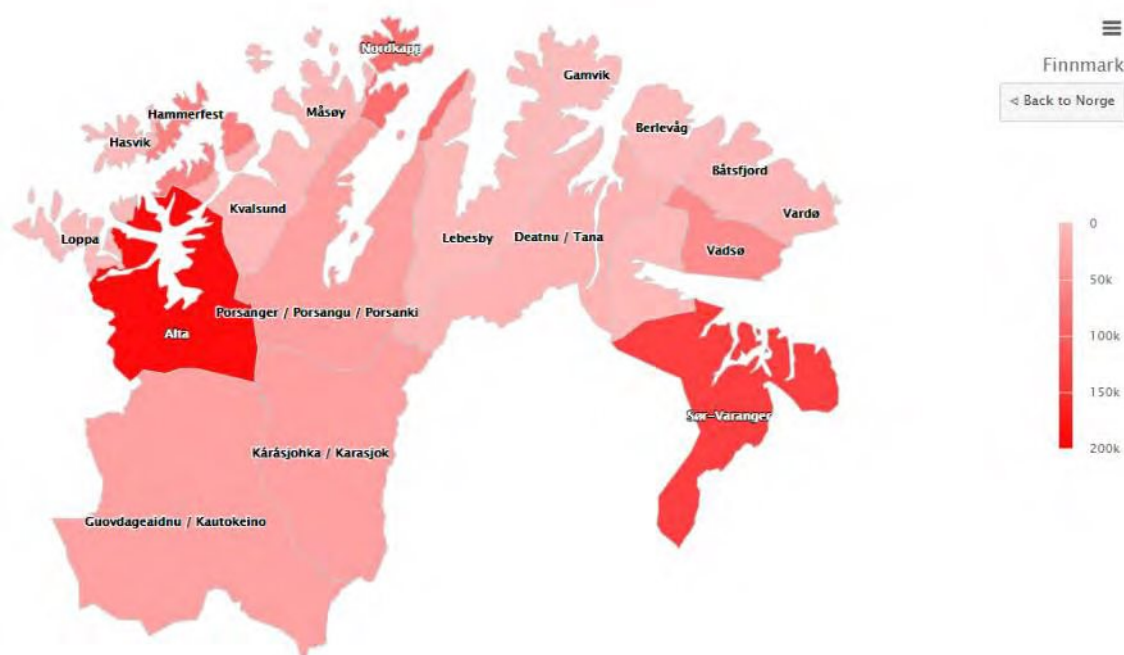 Nordkapp
Finnmark
Gamvik
◁ Back to Norge
Hammerfest
Måsøy
Berlevåg
Hasvik
Båtsfjord
Kvalsund
Vardø
Loppa
Lebesby
Deatnu / Tana
Vadsø
0
50k
Porsanger / Porsangu / Porsanki
Alta
100k
150k
Sør-Varanger
200k
Kárásjohka / Karasjok
Guovdageaidnu / Kautokeino